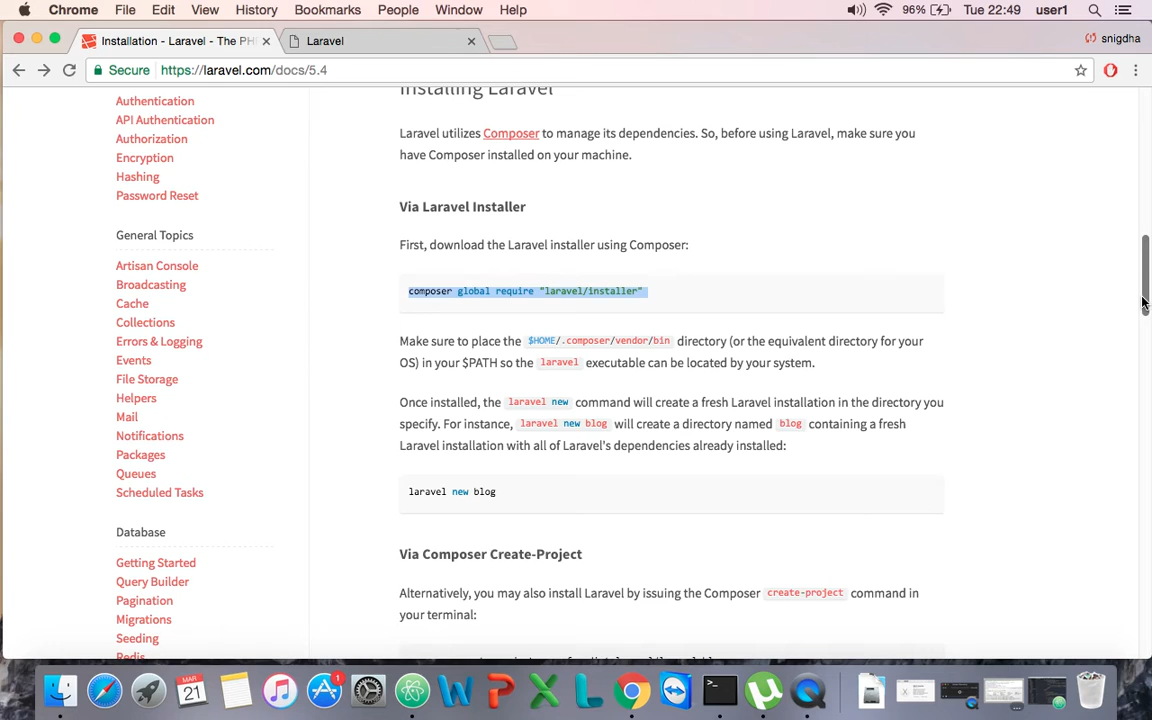 Chrome File Edit View History Bookmarks People Window Help 96% Tue 22:49 user1
Installation - Laravel - The PH Laravel snigdha
Secure https://laravel.com/docs/5.4
Authentication
API Authentication
Authorization
Encryption
Hashing
Password Reset
General Topics
Artisan Console
Broadcasting
Cache
Collections
Errors & Logging
Events
File Storage
Helpers
Mail
Notifications
Packages
Queues
Scheduled Tasks
Database
Getting Started
Query Builder
Pagination
Migrations
Seeding
Redis
Installing Laravel
Laravel utilizes Composer to manage its dependencies. So, before using Laravel, make sure you
have Composer installed on your machine.
Via Laravel Installer
First, download the Laravel installer using Composer:
composer global require "laravel/installer"
Make sure to place the $HOME/.composer/vendor/bin directory (or the equivalent directory for your
OS) in your $PATH so the laravel executable can be located by your system.
Once installed, the laravel new command will create a fresh Laravel installation in the directory you
specify. For instance, laravel new blog will create a directory named blog containing a fresh
Laravel installation with all of Laravel's dependencies already installed:
laravel new blog
Via Composer Create-Project
Alternatively, you may also install Laravel by issuing the Composer create-project command in
your terminal:
21
1